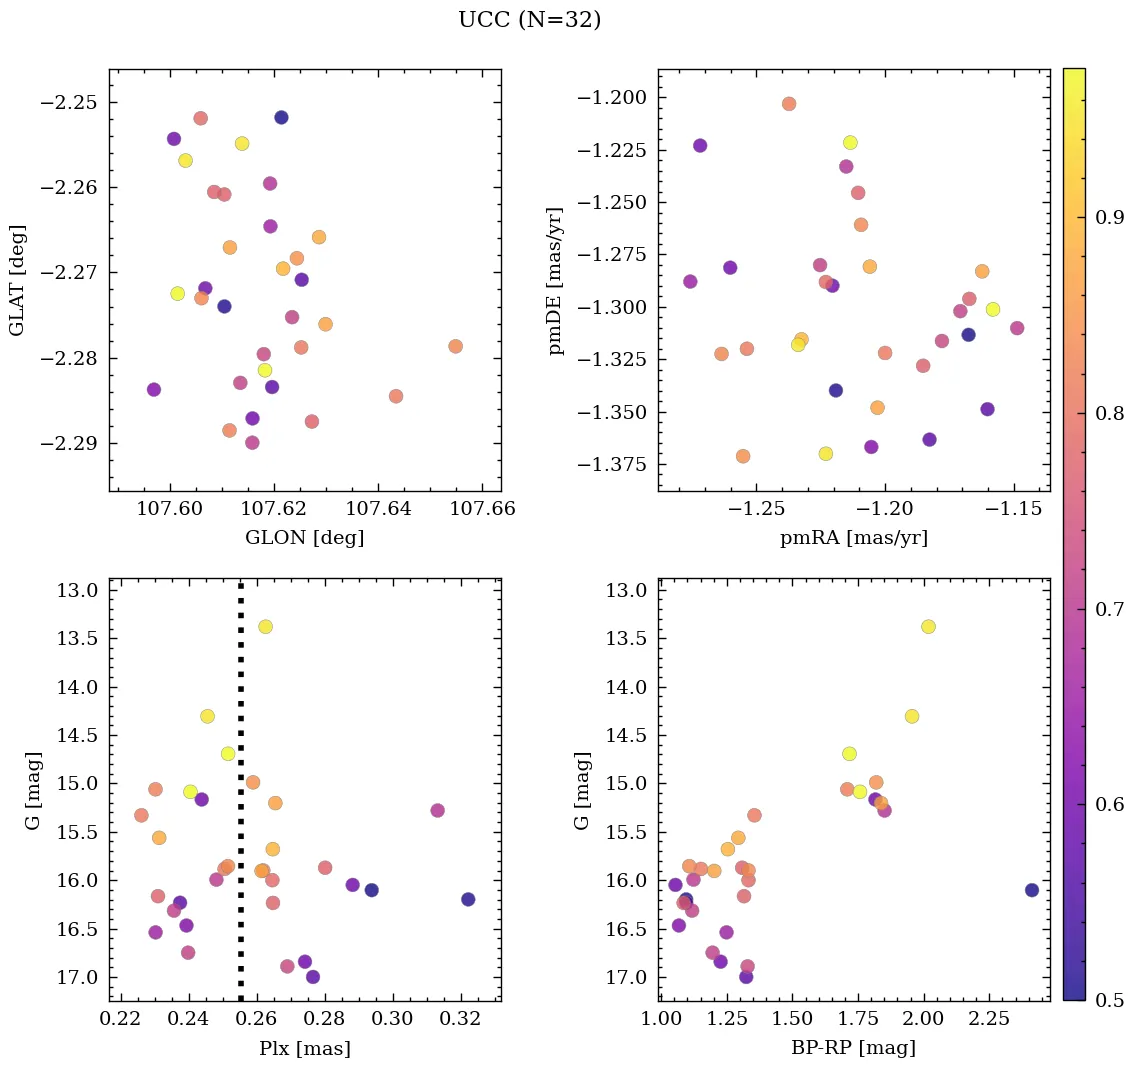 UCC (N=32)
−2.25
−2.26
−2.27
−2.28
−2.29
GLAT [deg]
107.60 107.62 107.64 107.66
GLON [deg]
−1.200
−1.225
−1.250
−1.275
−1.300
−1.325
−1.350
−1.375
pmDE [mas/yr]
−1.25 −1.20 −1.15
pmRA [mas/yr]
13.0
13.5
14.0
14.5
15.0
15.5
16.0
16.5
17.0
G [mag]
0.22 0.24 0.26 0.28 0.30 0.32
Plx [mas]
13.0
13.5
14.0
14.5
15.0
15.5
16.0
16.5
17.0
G [mag]
1.00 1.25 1.50 1.75 2.00 2.25
BP-RP [mag]
0.9
0.8
0.7
0.6
0.5